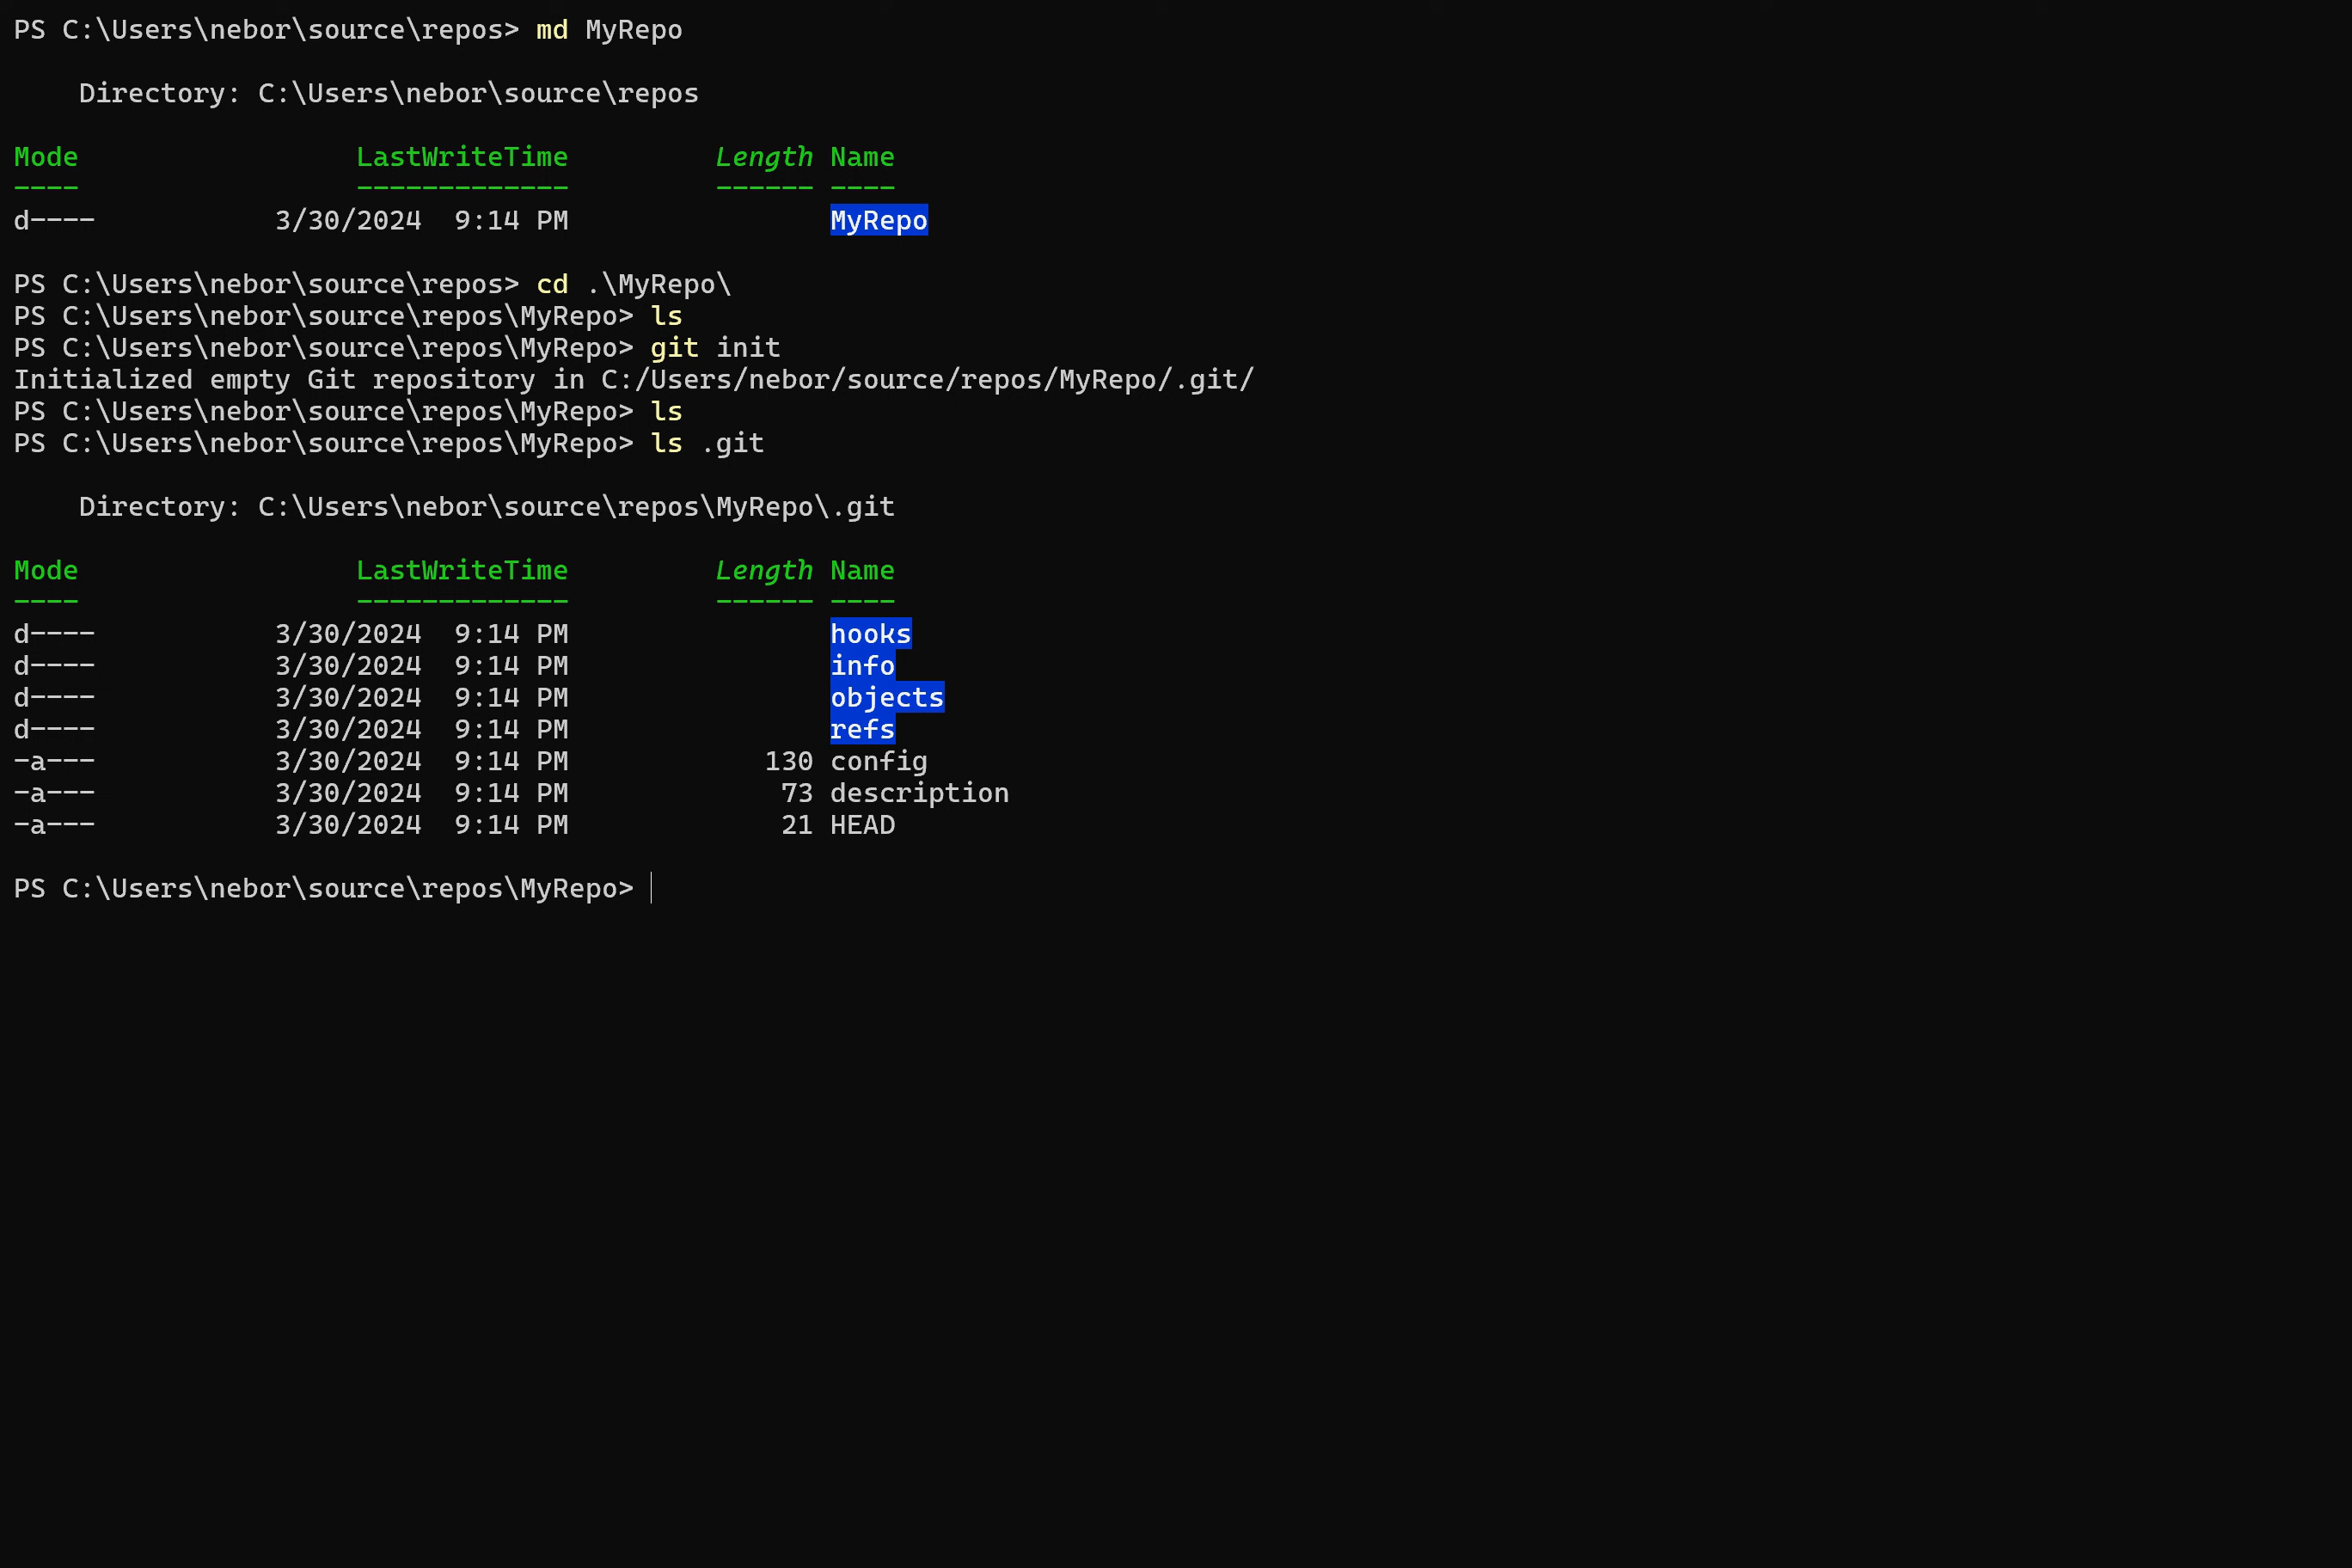 PS C:\Users\nebor\source\repos> md MyRepo
    Directory: C:\Users\nebor\source\repos
Mode                 LastWriteTime         Length Name
----                 -------------         ------ ----
d----           3/30/2024  9:14 PM                MyRepo
PS C:\Users\nebor\source\repos> cd .\MyRepo\
PS C:\Users\nebor\source\repos\MyRepo> ls
PS C:\Users\nebor\source\repos\MyRepo> git init
Initialized empty Git repository in C:/Users/nebor/source/repos/MyRepo/.git/
PS C:\Users\nebor\source\repos\MyRepo> ls
PS C:\Users\nebor\source\repos\MyRepo> ls .git
    Directory: C:\Users\nebor\source\repos\MyRepo\.git
Mode                 LastWriteTime         Length Name
----                 -------------         ------ ----
d----           3/30/2024  9:14 PM                hooks
d----           3/30/2024  9:14 PM                info
d----           3/30/2024  9:14 PM                objects
d----           3/30/2024  9:14 PM                refs
-a---           3/30/2024  9:14 PM            130 config
-a---           3/30/2024  9:14 PM             73 description
-a---           3/30/2024  9:14 PM             21 HEAD
PS C:\Users\nebor\source\repos\MyRepo>